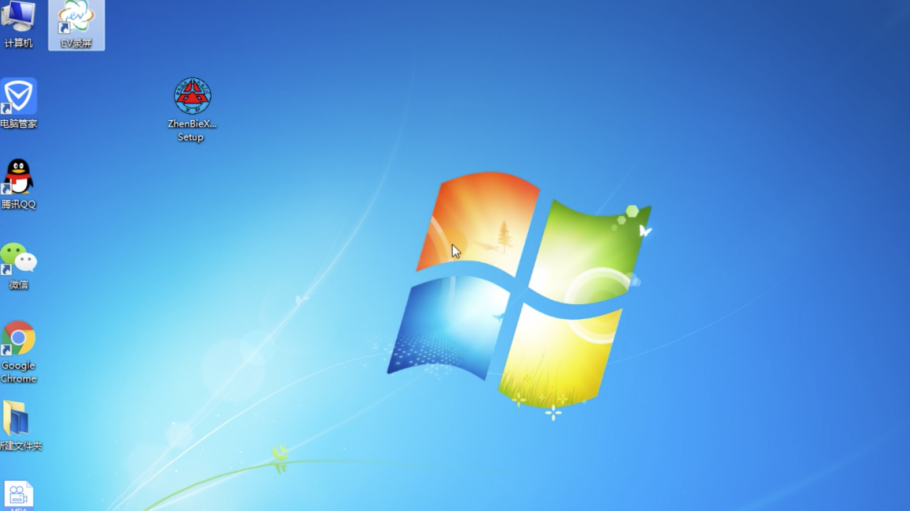 计算机
EV录屏
电脑管家
ZhenBieX...
Setup
腾讯QQ
微信
Google
Chrome
新建文件夹